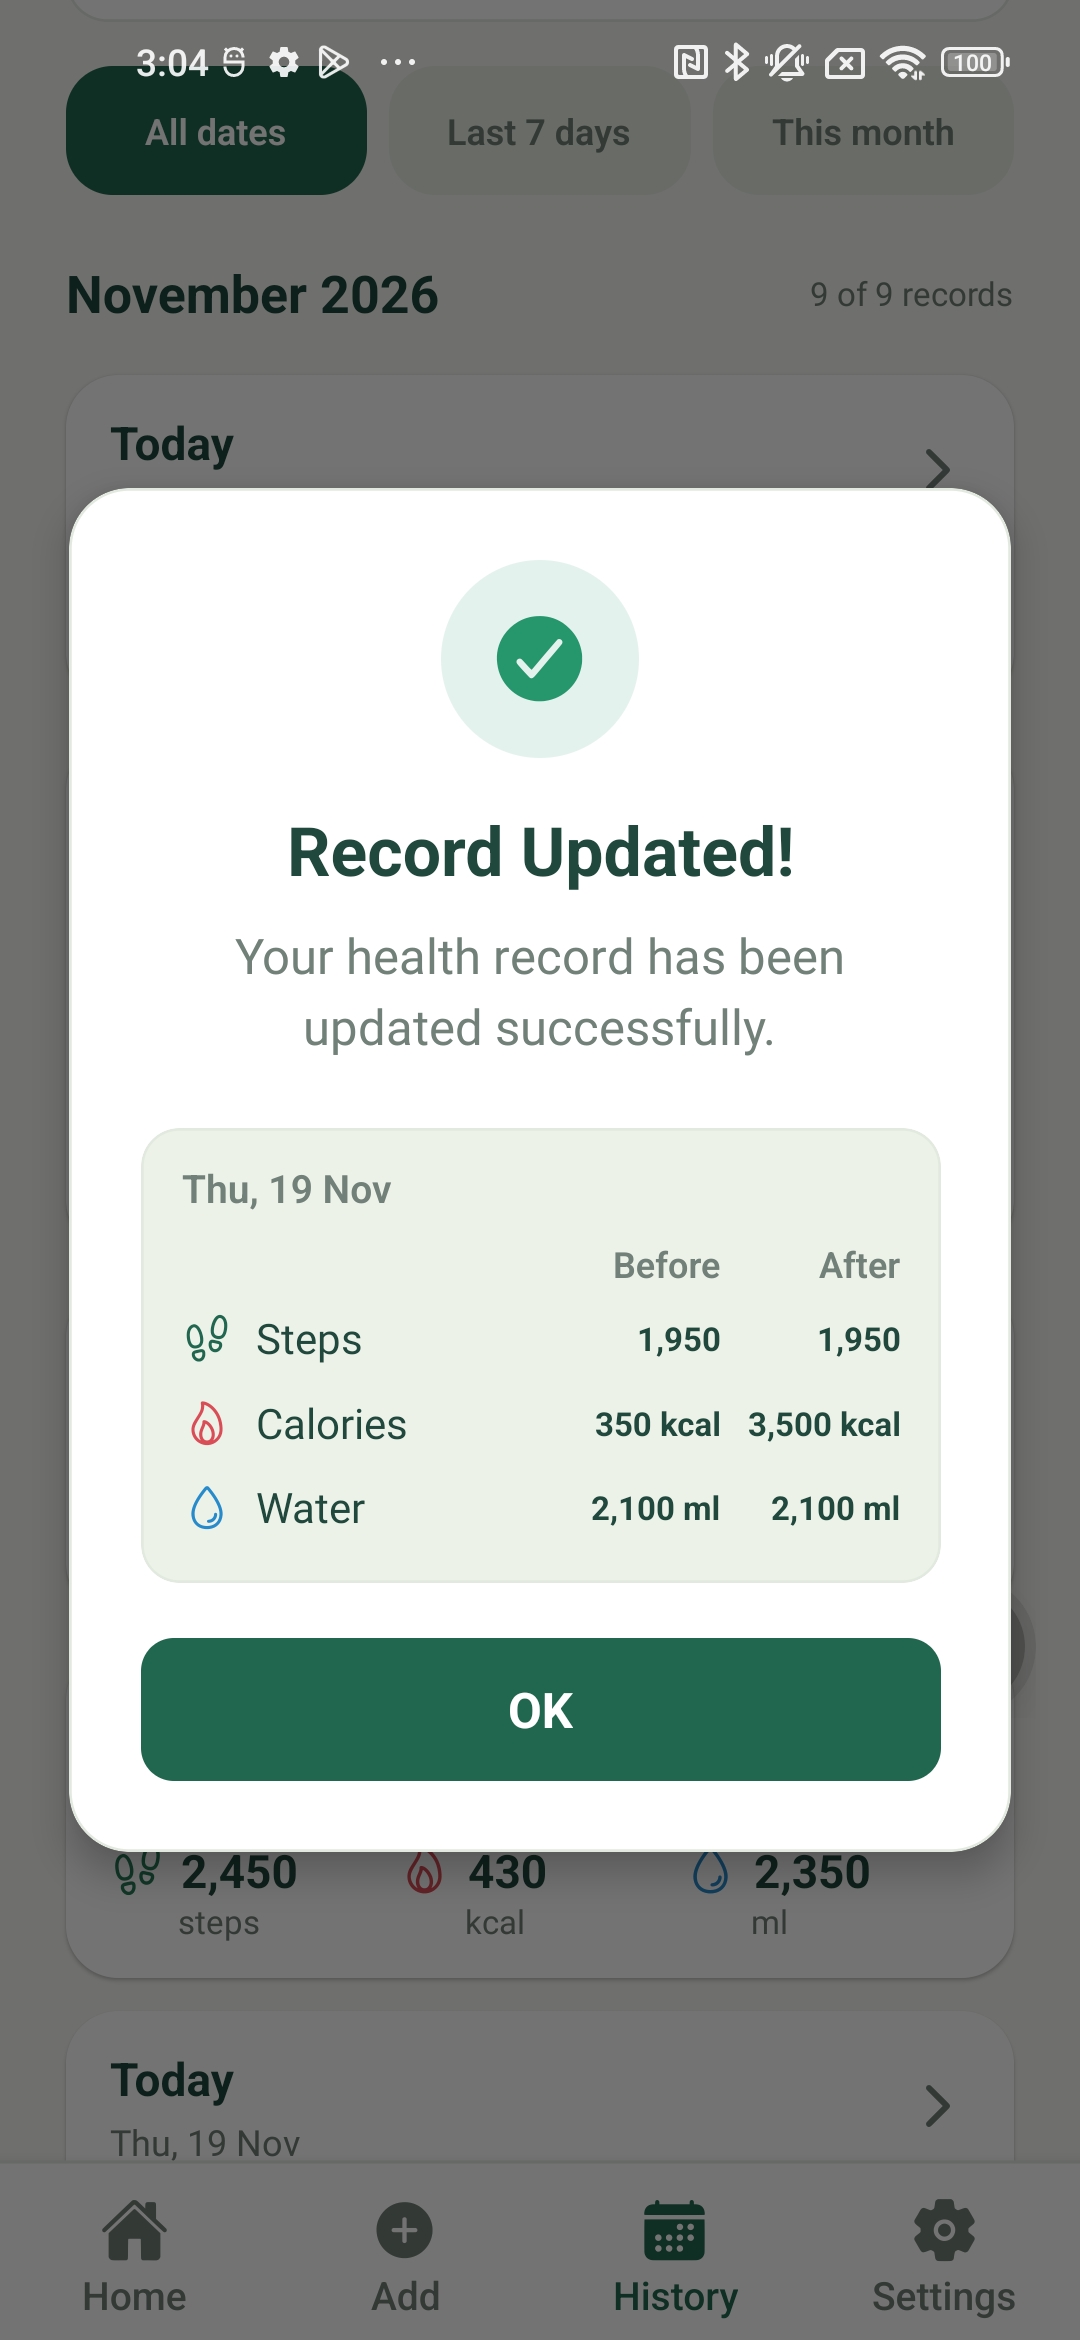 3:04
100
All dates
Last 7 days
This month
November 2026
9 of 9 records
Today
Record Updated!
Your health record has been
updated successfully.
Thu, 19 Nov
Before After
Steps 1,950 1,950
Calories 350 kcal 3,500 kcal
Water 2,100 ml 2,100 ml
OK
2,450 430 2,350
steps kcal ml
Today
Thu, 19 Nov
Home Add History Settings